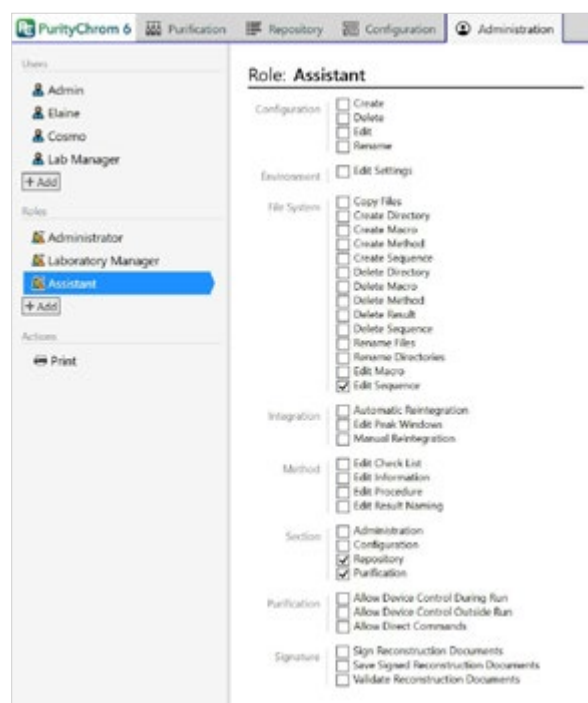 PurityChrom 6 Purification Repository Configuration Administration
Users
Admin
Elaine
Cosmo
Lab Manager
+ Add
Roles
Administrator
Laboratory Manager
Assistant
+ Add
Actions
Print
Role: Assistant
Configuration
Create
Delete
Edit
Rename
Environment
Edit Settings
File System
Copy Files
Create Directory
Create Macro
Create Method
Create Sequence
Delete Directory
Delete Macro
Delete Method
Delete Result
Delete Sequence
Rename Files
Rename Directories
Edit Macro
Edit Sequence
Integration
Automatic Reintegration
Edit Peak Windows
Manual Reintegration
Method
Edit Check List
Edit Information
Edit Procedure
Edit Result Naming
Section
Administration
Configuration
Repository
Purification
Purification
Allow Device Control During Run
Allow Device Control Outside Run
Allow Direct Commands
Signature
Sign Reconstruction Documents
Save Signed Reconstruction Documents
Validate Reconstruction Documents